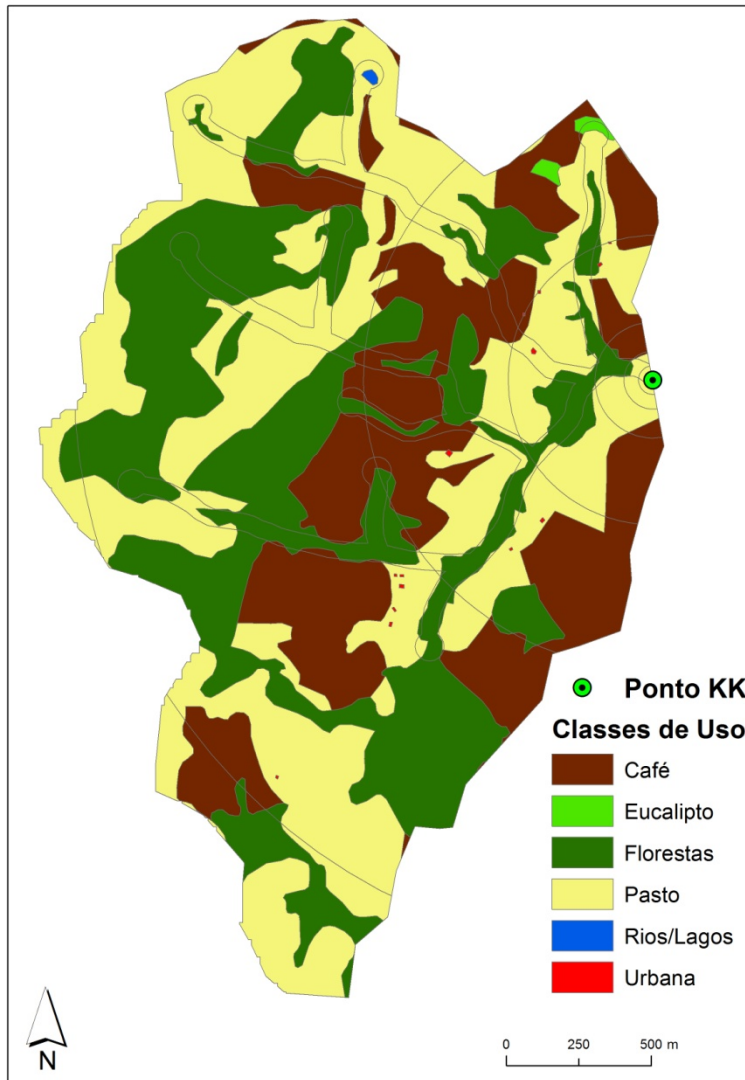 Ponto KK
Classes de Uso
Café
Eucalipto
Florestas
Pasto
Rios/Lagos
Urbana
N
0 250 500 m